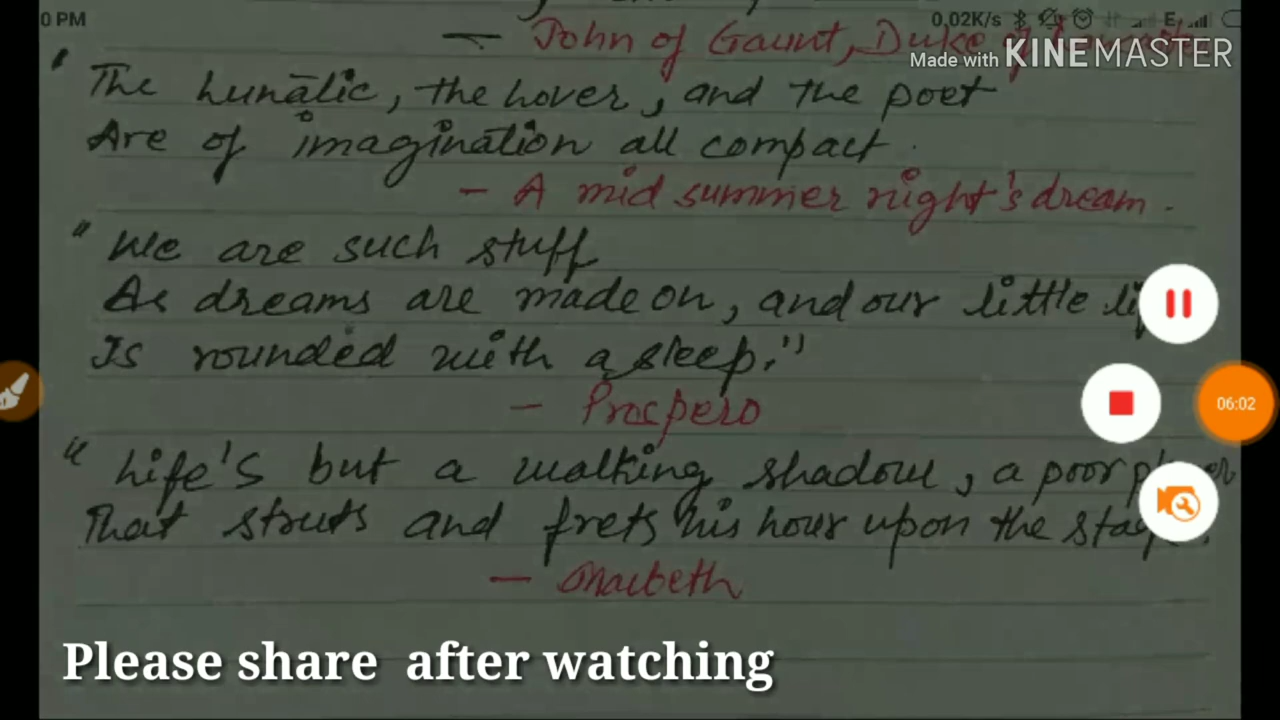 0 PM
0.02K/s
E
— John of Gaunt, Duke of
Made with KINEMASTER
" The Lunatic, the Lover, and the poet
Are of imagination all compact.
- A mid summer night's dream.
" We are such stuff
As dreams are made on, and our little
Is rounded with a sleep."
- Prospero
" Life's but a walking shadow, a poor
That struts and frets his hour upon the
— Macbeth
06:02
Please share after watching